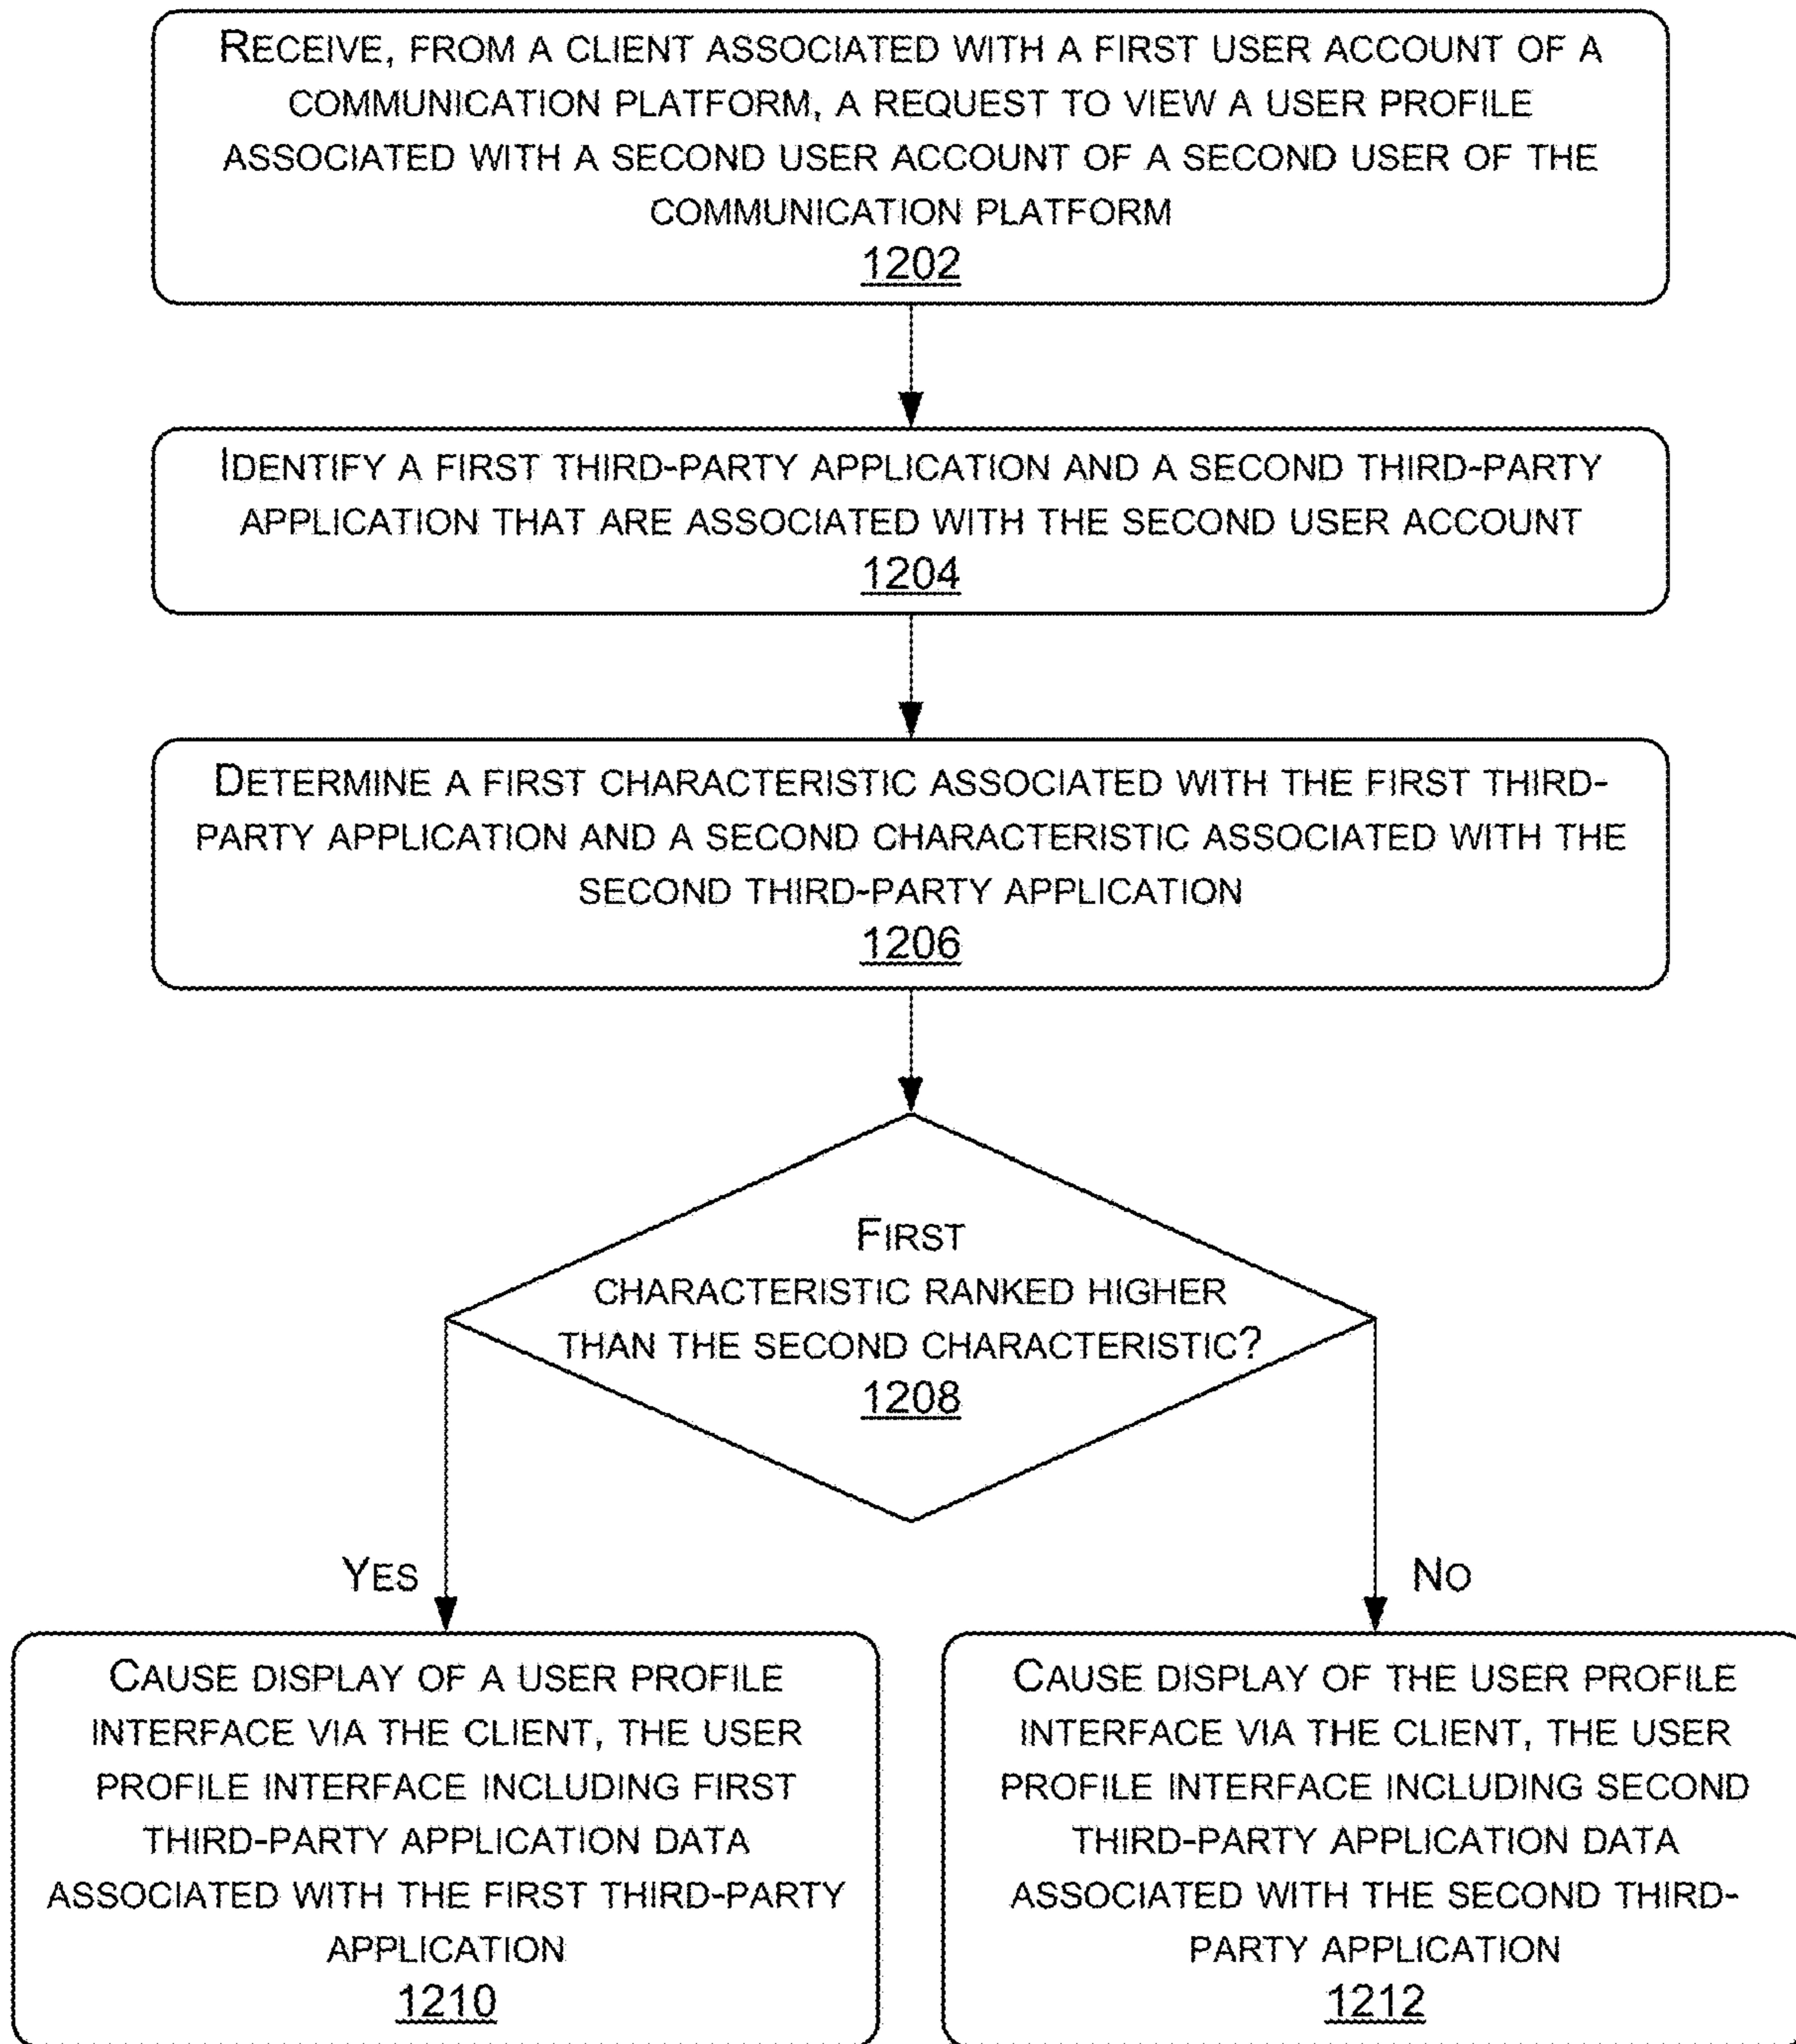 RECEIVE, FROM A CLIENT ASSOCIATED WITH A FIRST USER ACCOUNT OF A
COMMUNICATION PLATFORM, A REQUEST TO VIEW A USER PROFILE
ASSOCIATED WITH A SECOND USER ACCOUNT OF A SECOND USER OF THE
COMMUNICATION PLATFORM
1202
IDENTIFY A FIRST THIRD-PARTY APPLICATION AND A SECOND THIRD-PARTY
APPLICATION THAT ARE ASSOCIATED WITH THE SECOND USER ACCOUNT
1204
DETERMINE A FIRST CHARACTERISTIC ASSOCIATED WITH THE FIRST THIRD-
PARTY APPLICATION AND A SECOND CHARACTERISTIC ASSOCIATED WITH THE
SECOND THIRD-PARTY APPLICATION
1206
FIRST
CHARACTERISTIC RANKED HIGHER
THAN THE SECOND CHARACTERISTIC?
1208
YES
NO
CAUSE DISPLAY OF A USER PROFILE
INTERFACE VIA THE CLIENT, THE USER
PROFILE INTERFACE INCLUDING FIRST
THIRD-PARTY APPLICATION DATA
ASSOCIATED WITH THE FIRST THIRD-PARTY
APPLICATION
1210
CAUSE DISPLAY OF THE USER PROFILE
INTERFACE VIA THE CLIENT, THE USER
PROFILE INTERFACE INCLUDING SECOND
THIRD-PARTY APPLICATION DATA
ASSOCIATED WITH THE SECOND THIRD-
PARTY APPLICATION
1212